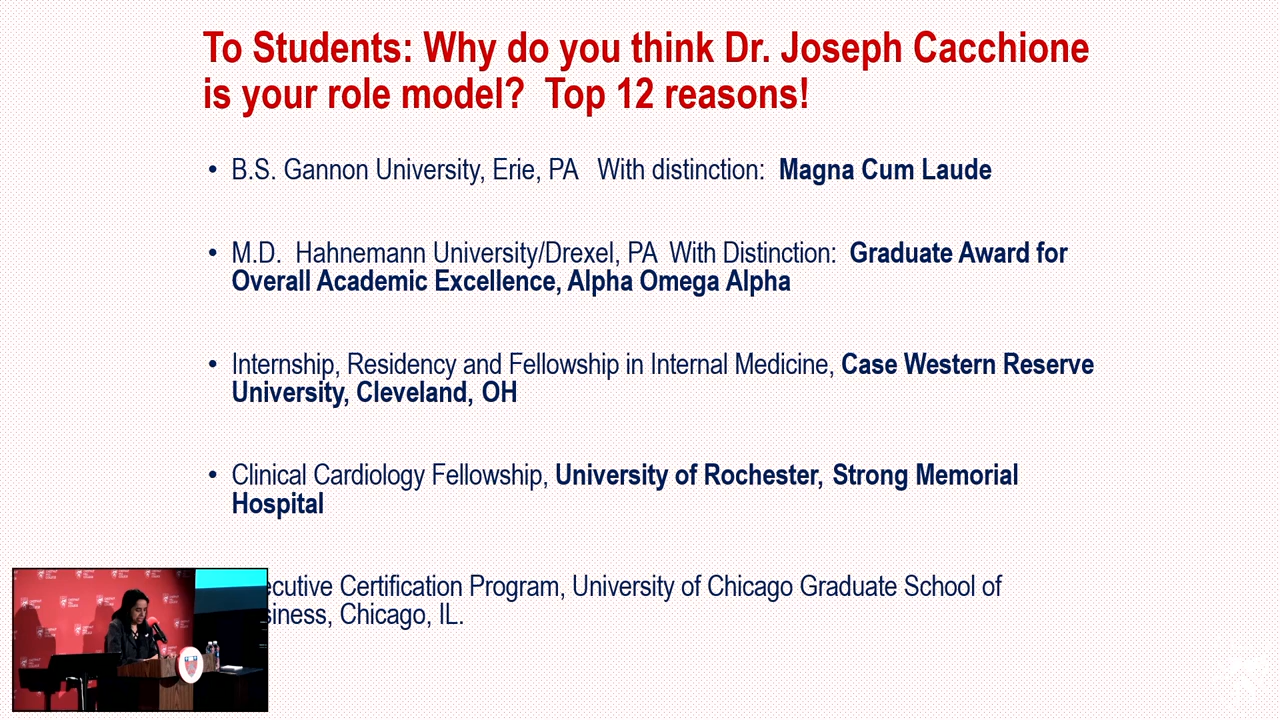 To Students: Why do you think Dr. Joseph Cacchione
is your role model? Top 12 reasons!
• B.S. Gannon University, Erie, PA With distinction: Magna Cum Laude
• M.D. Hahnemann University/Drexel, PA With Distinction: Graduate Award for
Overall Academic Excellence, Alpha Omega Alpha
• Internship, Residency and Fellowship in Internal Medicine, Case Western Reserve
University, Cleveland, OH
• Clinical Cardiology Fellowship, University of Rochester, Strong Memorial
Hospital
ecutive Certification Program, University of Chicago Graduate School of
siness, Chicago, IL.